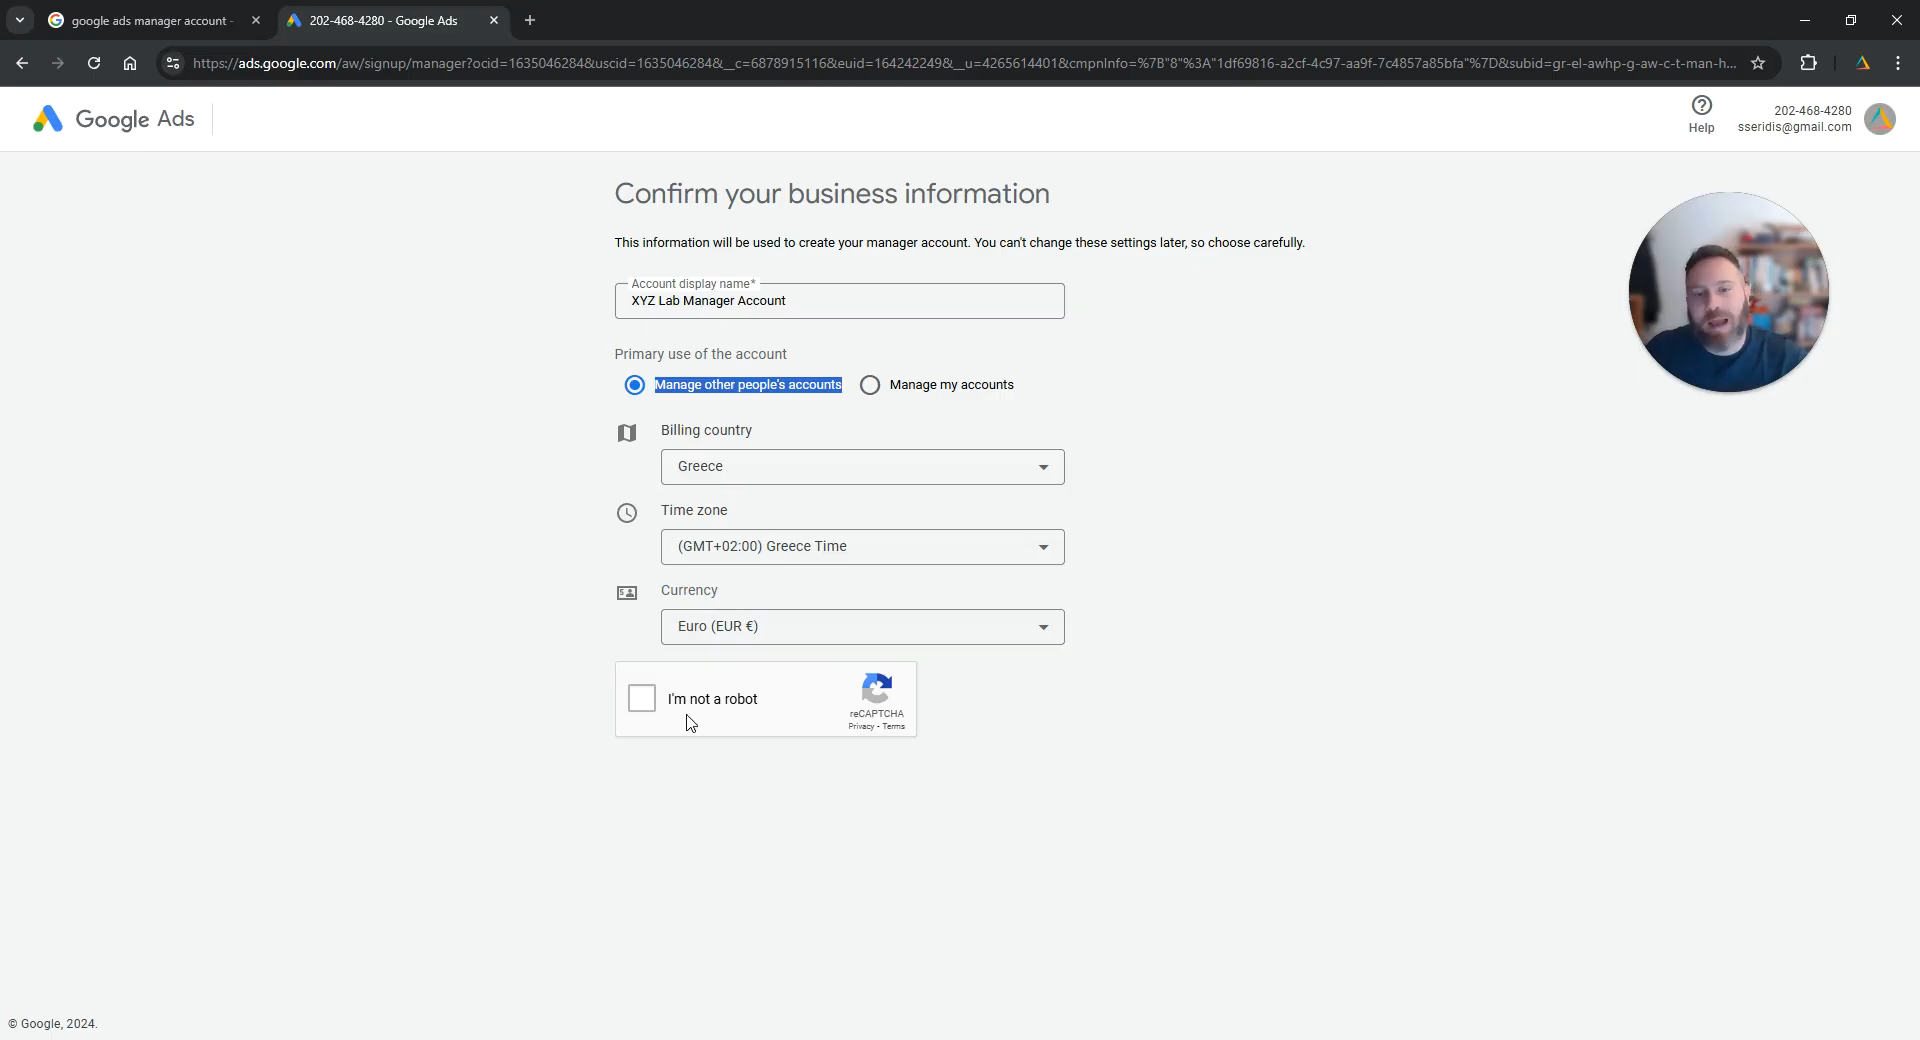 google ads manager account -
202-468-4280 - Google Ads
https://ads.google.com/aw/signup/manager?ocid=1635046284&uscid=1635046284&__c=6878915116&euid=164242249&__u=4265614401&cmpnInfo=%7B"8"%3A"1df69816-a2cf-4c97-aa9f-7c4857a85bfa"%7D&subid=gr-el-awhp-g-aw-c-t-man-h...
Google Ads
Help
202-468-4280
sseridis@gmail.com
Confirm your business information
This information will be used to create your manager account. You can't change these settings later, so choose carefully.
Account display name*
XYZ Lab Manager Account
Primary use of the account
Manage other people's accounts
Manage my accounts
Billing country
Greece
Time zone
(GMT+02:00) Greece Time
Currency
Euro (EUR €)
I'm not a robot
reCAPTCHA
Privacy - Terms
© Google, 2024.